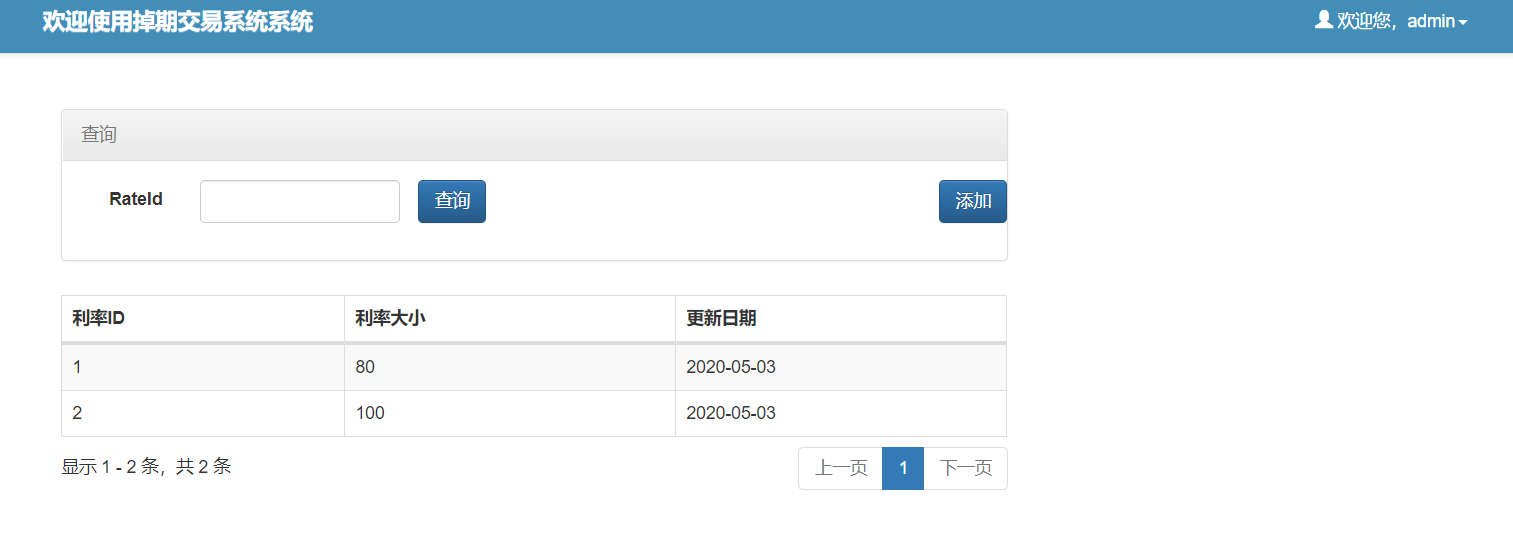 欢迎使用掉期交易系统系统
欢迎您，admin
查询
RateId 查询 添加
利率ID 利率大小 更新日期
1 80 2020-05-03
2 100 2020-05-03
显示 1 - 2 条，共 2 条 上一页 1 下一页